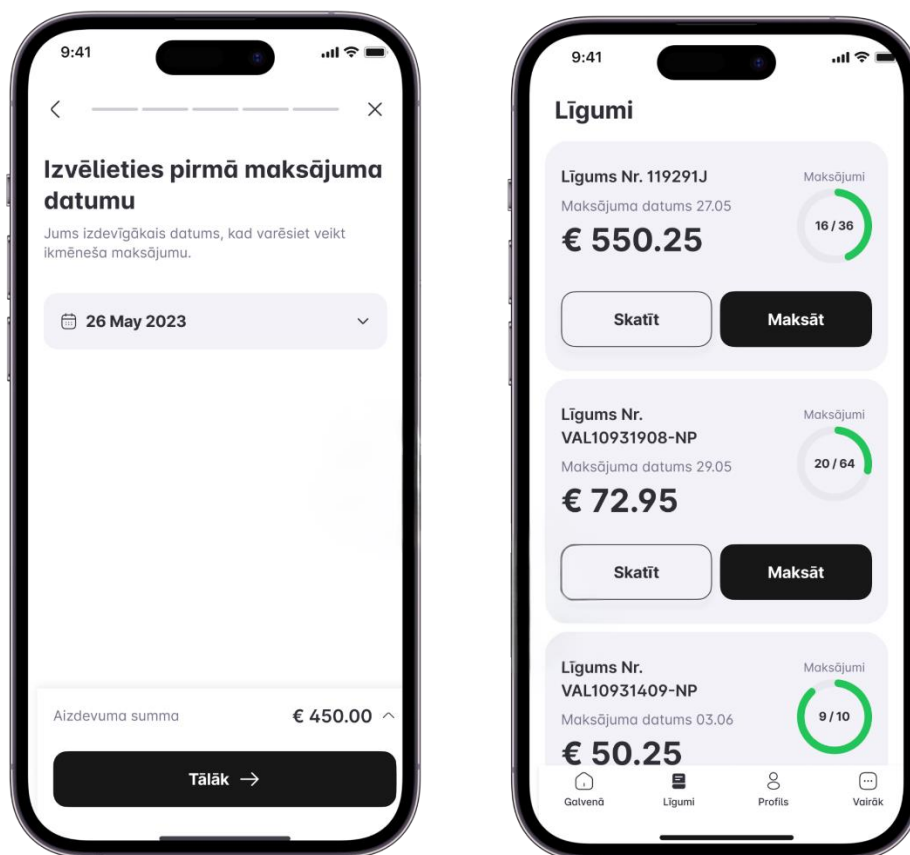 9:41
Izvēlieties pirmā maksājuma
datumu
Jums izdevīgākais datums, kad varēsiet veikt
ikmēneša maksājumu.
26 May 2023
Aizdevuma summa € 450.00
Tālāk →
9:41
Līgumi
Līgums Nr. 119291J
Maksājumi
Maksājuma datums 27.05
16 / 36
€ 550.25
Skatīt Maksāt
Līgums Nr.
VAL10931908-NP
Maksājumi
Maksājuma datums 29.05
20 / 64
€ 72.95
Skatīt Maksāt
Līgums Nr.
VAL10931409-NP
Maksājumi
Maksājuma datums 03.06
9 / 10
€ 50.25
Galvenā Līgumi Profils Vairāk